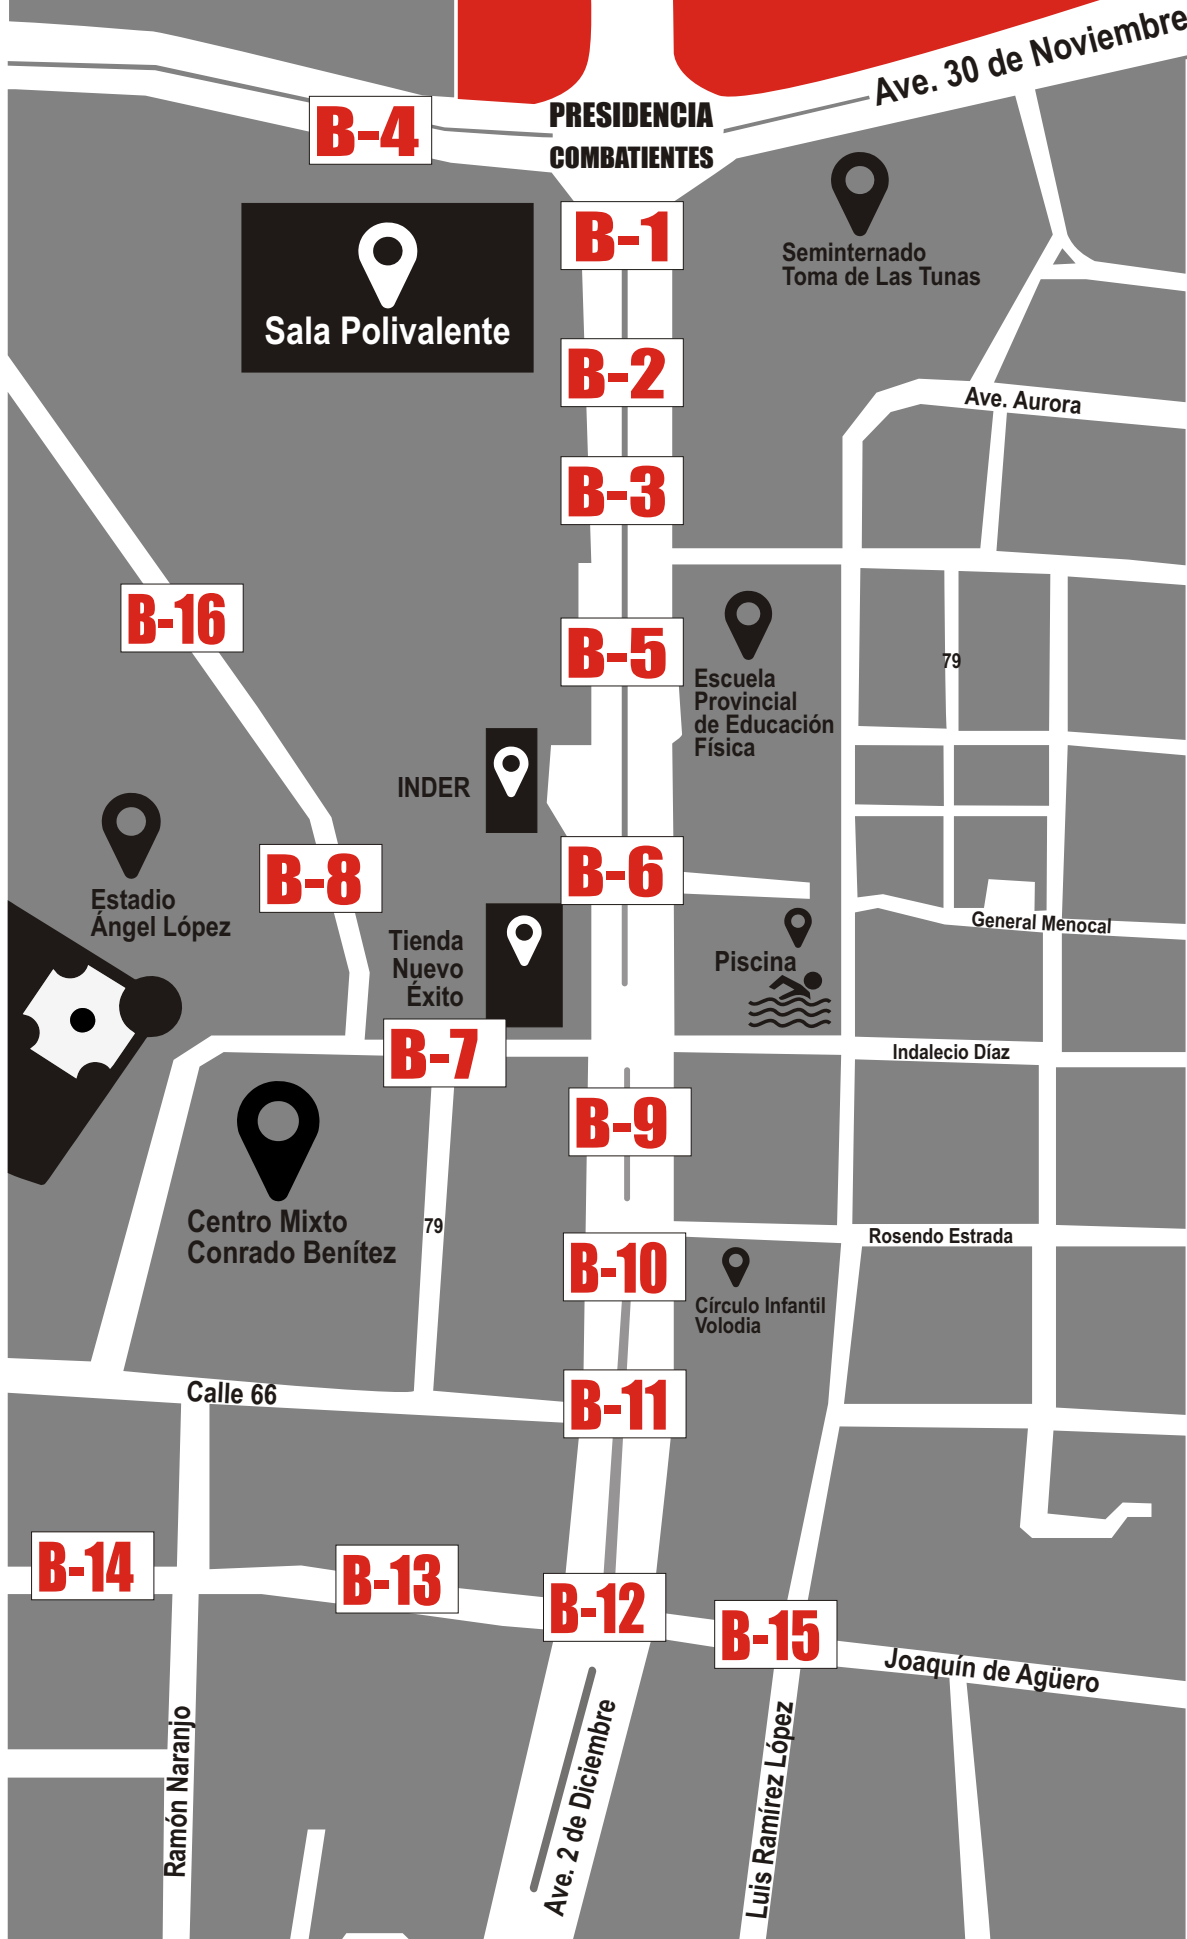 Ave. 30 de Noviembre
PRESIDENCIA
COMBATIENTES
B-4
B-1
Sala Polivalente
Seminternado
Toma de Las Tunas
B-2
Ave. Aurora
B-3
B-16
B-5
79
Escuela
Provincial
de Educación
Física
INDER
B-6
B-8
Estadio
Ángel López
General Menocal
Tienda
Nuevo
Éxito
Piscina
B-7
Indalecio Díaz
B-9
Centro Mixto
Conrado Benítez
79
Rosendo Estrada
B-10
Círculo Infantil
Volodia
Calle 66
B-11
B-14
B-13
B-12
B-15
Joaquín de Agüero
Ramón Naranjo
Ave. 2 de Diciembre
Luis Ramírez López